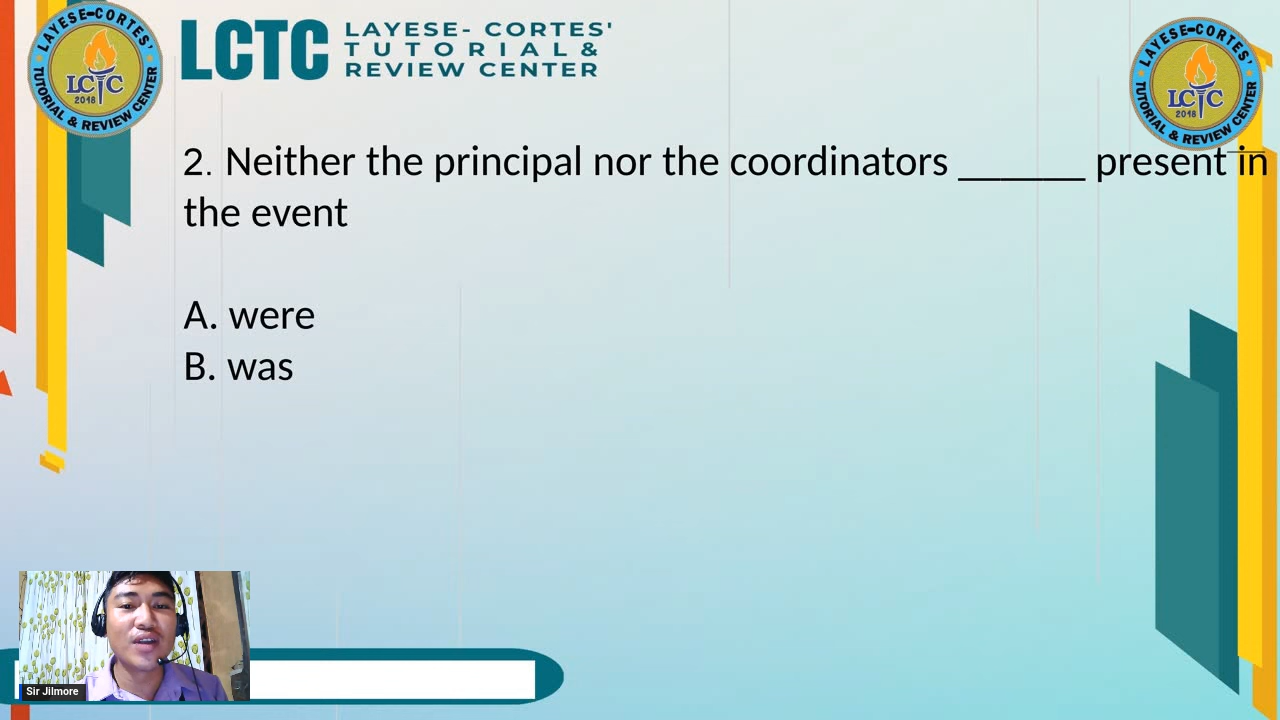 LAYESE-CORTES'
LCTC
2018
TUTORIAL & REVIEW CENTER
LCTC
LAYESE- CORTES'
TUTORIAL &
REVIEW CENTER
LAYESE-CORTES'
LCTC
2018
TUTORIAL & REVIEW CENTER
2. Neither the principal nor the coordinators ______ present in
the event
A. were
B. was
Sir Jilmore